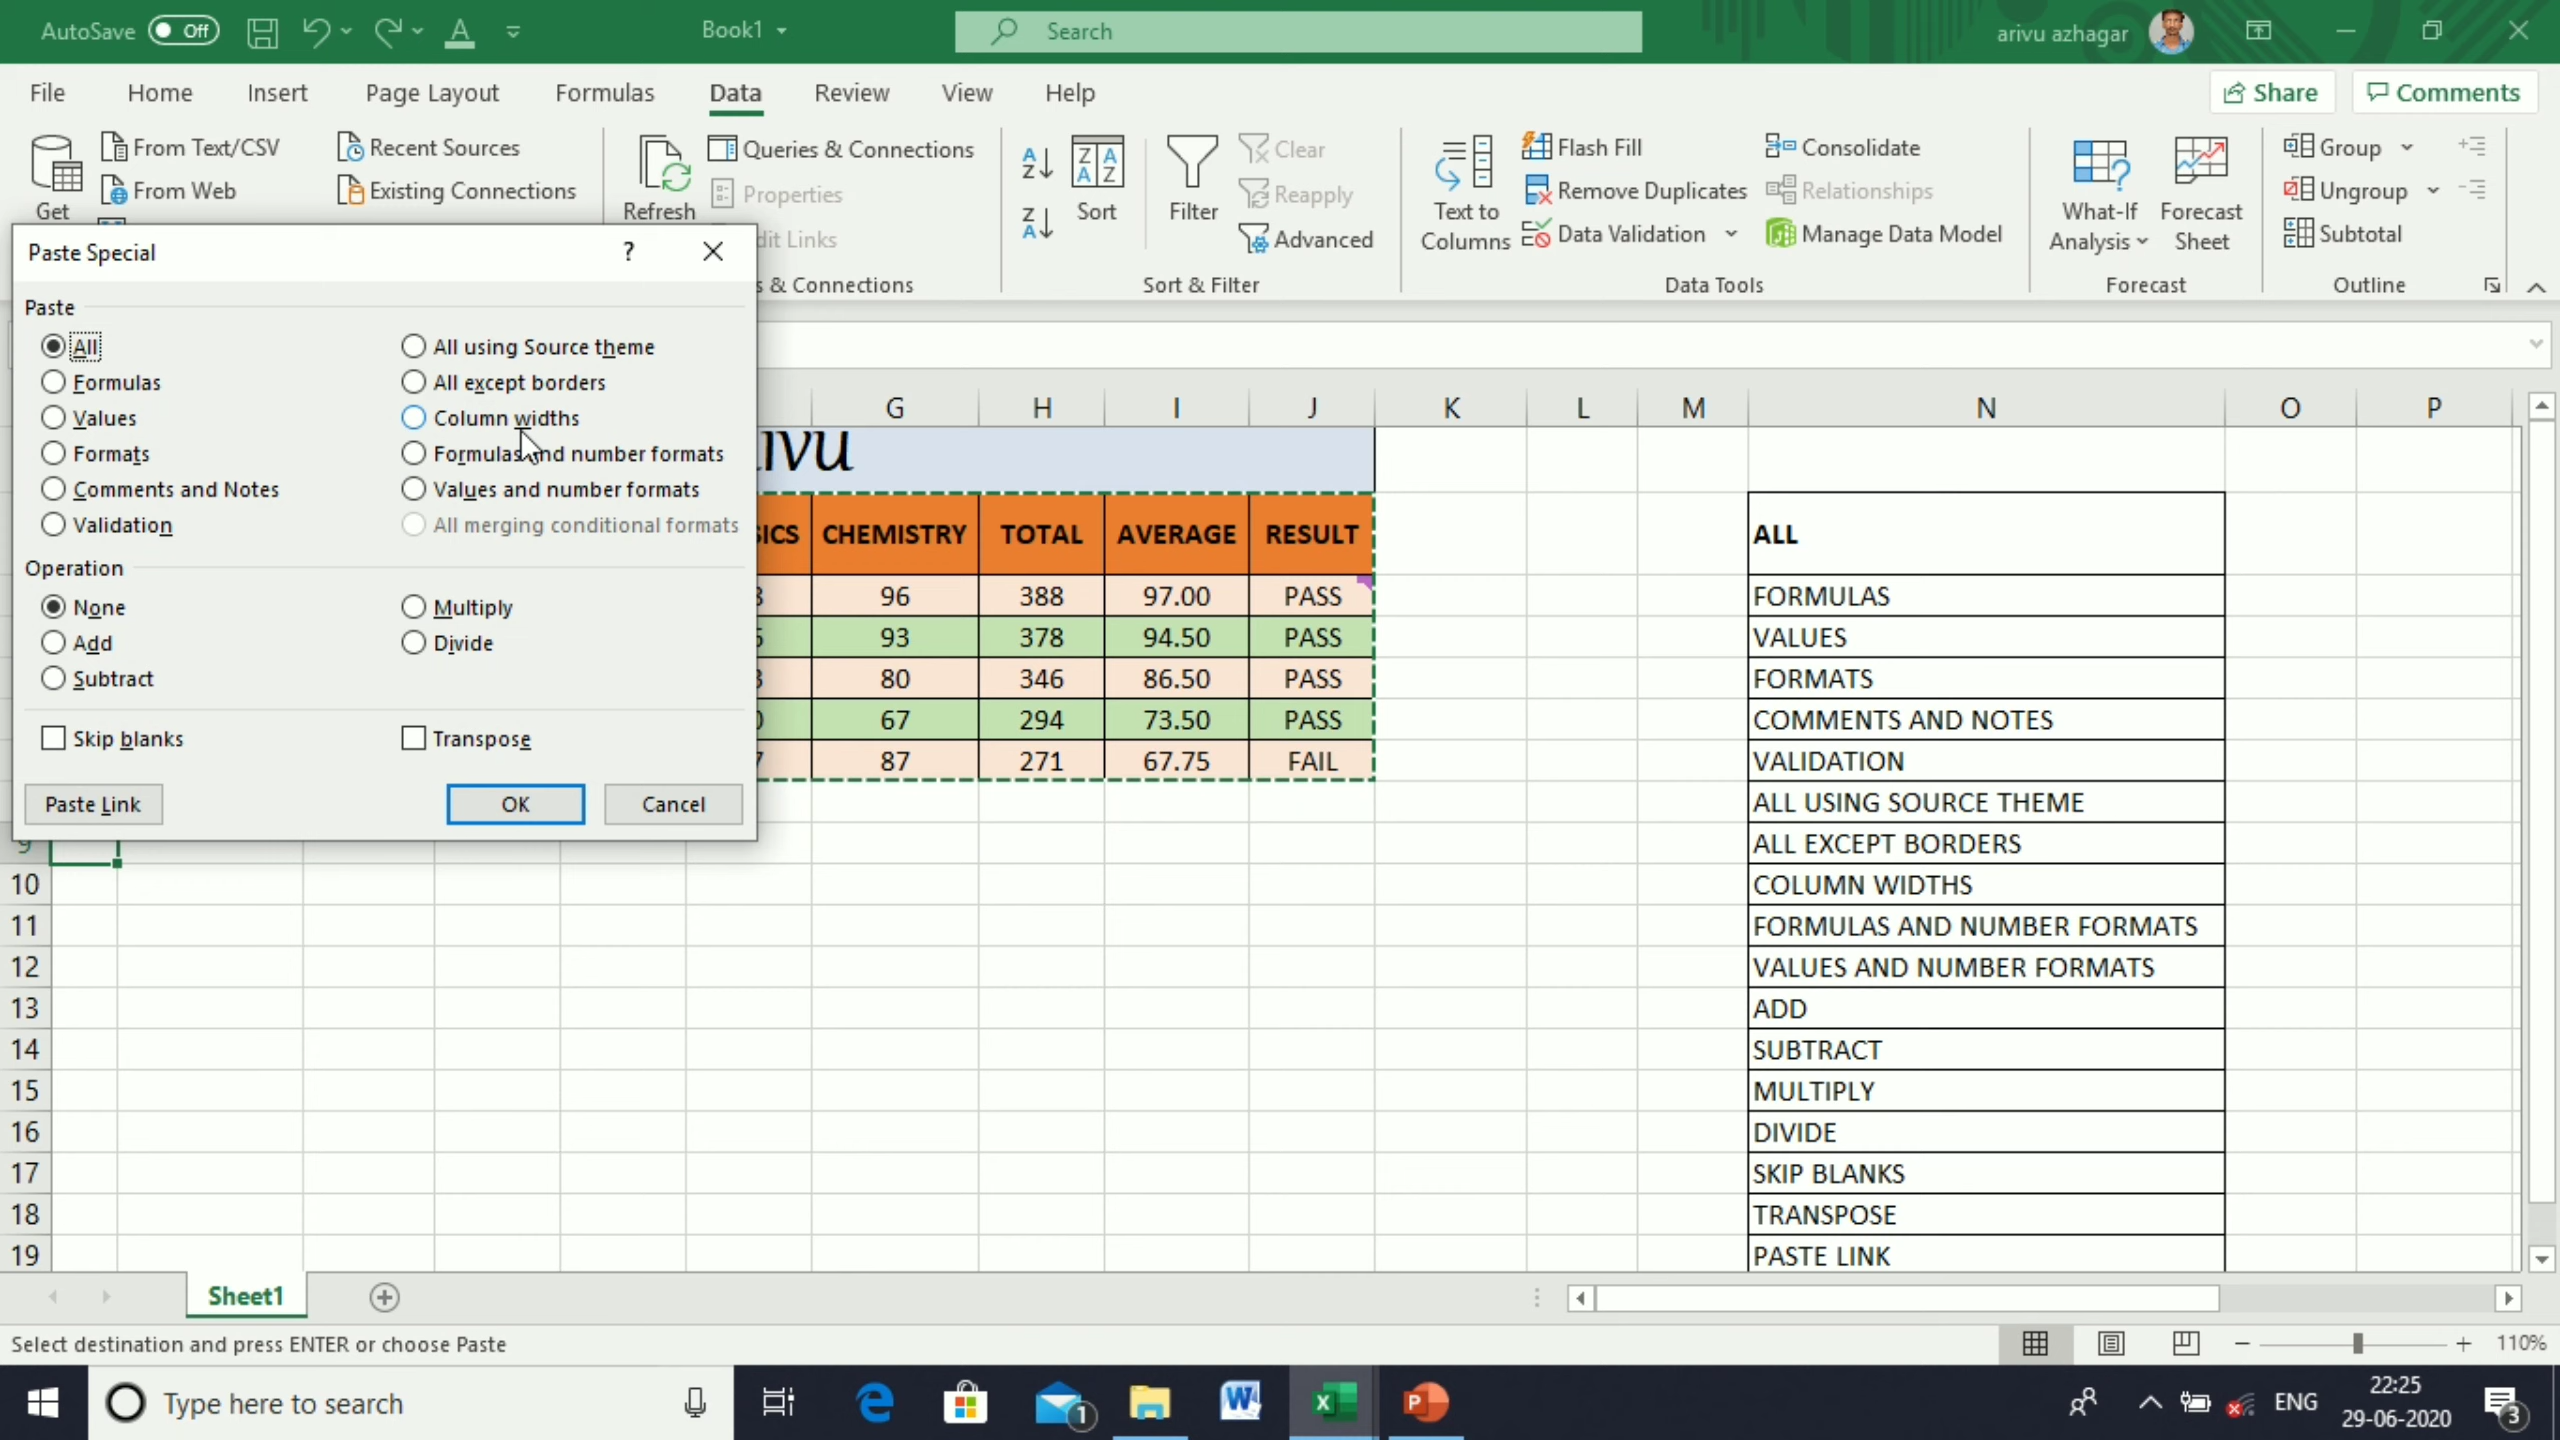 AutoSave Off Book1 Search arivu azhagar
File Home Insert Page Layout Formulas Data Review View Help Share Comments
From Text/CSV Recent Sources Queries & Connections Clear Flash Fill Consolidate Group
From Web Existing Connections Properties Reapply Remove Duplicates Relationships Ungroup
Get Refresh Sort Filter Text to Columns What-If Analysis Forecast Sheet
Links Advanced Data Validation Manage Data Model Subtotal
& Connections Sort & Filter Data Tools Forecast Outline
Paste Special ?
Paste
All All using Source theme
Formulas All except borders
Values Column widths
Formats Formulas and number formats
Comments and Notes Values and number formats
Validation All merging conditional formats
Operation
None Multiply
Add Divide
Subtract
Skip blanks Transpose
Paste Link OK Cancel
G H I J K L M N O P
CHEMISTRY TOTAL AVERAGE RESULT ALL
96 388 97.00 PASS FORMULAS
93 378 94.50 PASS VALUES
80 346 86.50 PASS FORMATS
67 294 73.50 PASS COMMENTS AND NOTES
87 271 67.75 FAIL VALIDATION
ALL USING SOURCE THEME
9 ALL EXCEPT BORDERS
10 COLUMN WIDTHS
11 FORMULAS AND NUMBER FORMATS
12 VALUES AND NUMBER FORMATS
13 ADD
14 SUBTRACT
15 MULTIPLY
16 DIVIDE
17 SKIP BLANKS
18 TRANSPOSE
19 PASTE LINK
Sheet1
Select destination and press ENTER or choose Paste 110%
Type here to search 1 ENG 22:25
29-06-2020 3